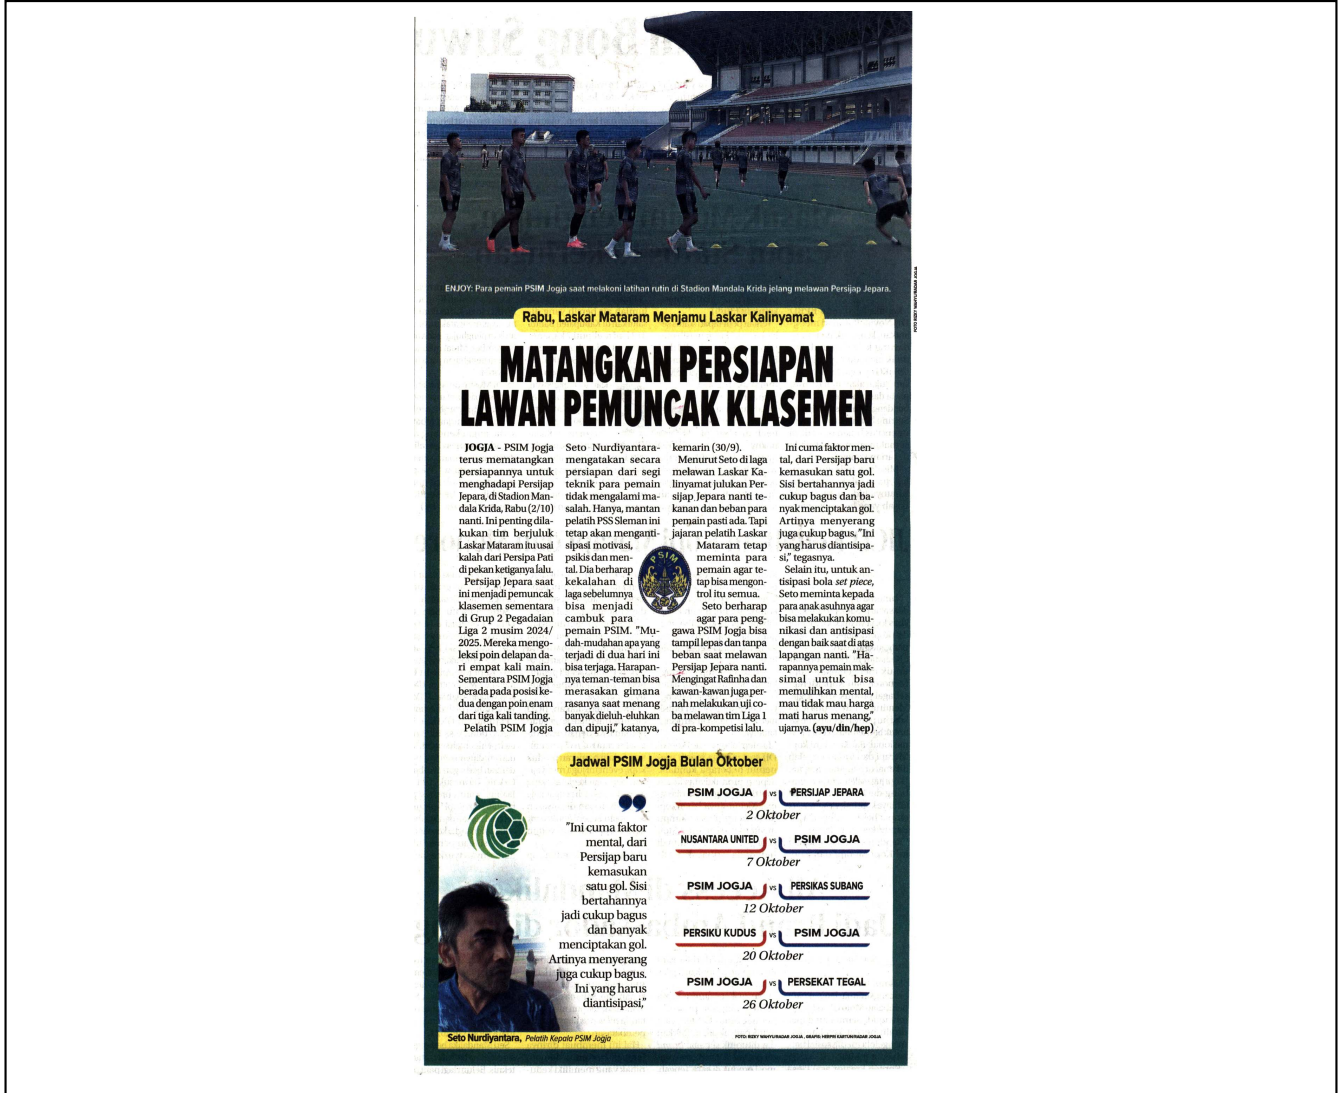 ENJOY: Para pemain PSIM Jogja saat melakoni latihan rutin di Stadion Mandala Krida jelang melawan Persijap Jepara.
FOTO: RIZKY WAHYU/RADAR JOGJA
Rabu, Laskar Mataram Menjamu Laskar Kalinyamat
MATANGKAN PERSIAPAN
LAWAN PEMUNCAK KLASEMEN
JOGJA - PSIM Jogja
terus mematangkan
persiapannya untuk
menghadapi Persijap
Jepara, di Stadion Man-
dala Krida, Rabu (2/10)
nanti. Ini penting dila-
kukan tim berjuluk
Laskar Mataram itu usai
kalah dari Persipa Pati
di pekan ketiganya lalu.
Persijap Jepara saat
ini menjadi pemuncak
klasemen sementara
di Grup 2 Pegadaian
Liga 2 musim 2024/
2025. Mereka mengo-
leksi poin delapan da-
ri empat kali main.
Sementara PSIM Jogja
berada pada posisi ke-
dua dengan poin enam
dari tiga kali tanding.
Pelatih PSIM Jogja
Seto Nurdiyantara-
mengatakan secara
persiapan dari segi
teknik para pemain
tidak mengalami ma-
salah. Hanya, mantan
pelatih PSS Sleman ini
tetap akan menganti-
sipasi motivasi,
psikis dan men-
tal. Dia berharap
kekalahan di
laga sebelumnya
bisa menjadi
cambuk para
pemain PSIM. "Mu-
dah-mudahan apa yang
terjadi di dua hari ini
bisa terjaga. Harapan-
nya teman-teman bisa
merasakan gimana
rasanya saat menang
banyak dieluh-eluhkan
dan dipuji," katanya,
kemarin (30/9).
Menurut Seto di laga
melawan Laskar Ka-
linyamat julukan Per-
sijap Jepara nanti te-
kanan dan beban para
pemain pasti ada. Tapi
jajaran pelatih Laskar
Mataram tetap
meminta para
pemain agar te-
tap bisa mengon-
trol itu semua.
Seto berharap
agar para peng-
gawa PSIM Jogja bisa
tampil lepas dan tanpa
beban saat melawan
Persijap Jepara nanti.
Mengingat Rafinha dan
kawan-kawan juga per-
nah melakukan uji co-
ba melawan tim Liga 1
di pra-kompetisi lalu.
Ini cuma faktor men-
tal, dari Persijap baru
kemasukan satu gol.
Sisi bertahannya jadi
cukup bagus dan ba-
nyak menciptakan gol.
Artinya menyerang
juga cukup bagus. "Ini
yang harus diantisipa-
si," tegasnya.
Selain itu, untuk an-
tisipasi bola set piece,
Seto meminta kepada
para anak asuhnya agar
bisa melakukan komu-
nikasi dan antisipasi
dengan baik saat di atas
lapangan nanti. "Ha-
rapannya pemain mak-
simal untuk bisa
memulihkan mental,
mau tidak mau harga
mati harus menang,"
ujarnya. (ayu/din/hep)
PSIM
Jadwal PSIM Jogja Bulan Oktober
"Ini cuma faktor
mental, dari
Persijap baru
kemasukan
satu gol. Sisi
bertahannya
jadi cukup bagus
dan banyak
menciptakan gol.
Artinya menyerang
juga cukup bagus.
Ini yang harus
diantisipasi,"
Seto Nurdiyantara, Pelatih Kepala PSIM Jogja
PSIM JOGJA vs PERSIJAP JEPARA
2 Oktober
NUSANTARA UNITED vs PSIM JOGJA
7 Oktober
PSIM JOGJA vs PERSIKAS SUBANG
12 Oktober
PERSIKU KUDUS vs PSIM JOGJA
20 Oktober
PSIM JOGJA vs PERSEKAT TEGAL
26 Oktober
FOTO: RIZKY WAHYU/RADAR JOGJA, GRAFIS: HERPRI KARTUN/RADAR JOGJA